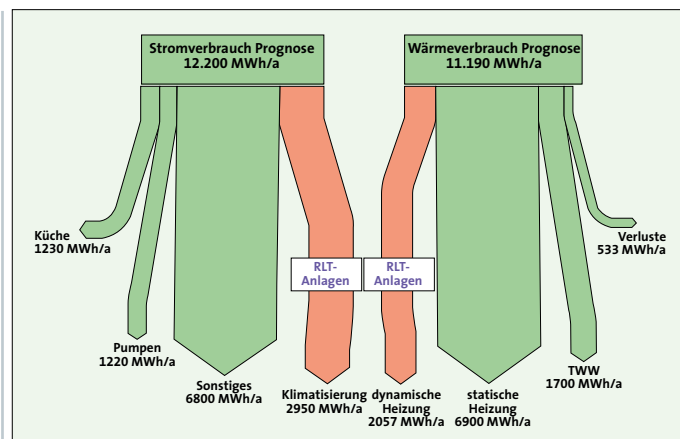 Stromverbrauch Prognose
12.200 MWh/a
Wärmeverbrauch Prognose
11.190 MWh/a
Küche
1230 MWh/a
Verluste
533 MWh/a
RLT-
Anlagen
RLT-
Anlagen
Pumpen
1220 MWh/a
Sonstiges
6800 MWh/a
Klimatisierung
2950 MWh/a
dynamische
Heizung
2057 MWh/a
statische
Heizung
6900 MWh/a
TWW
1700 MWh/a